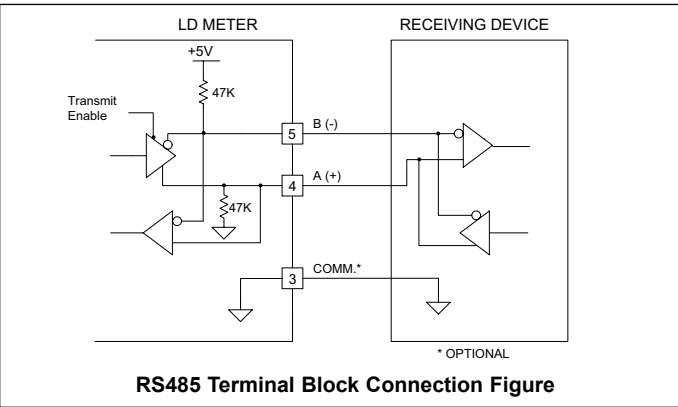 LD METER
RECEIVING DEVICE
+5V
47K
Transmit
Enable
5
B (-)
4
A (+)
47K
3
COMM.*
* OPTIONAL
RS485 Terminal Block Connection Figure